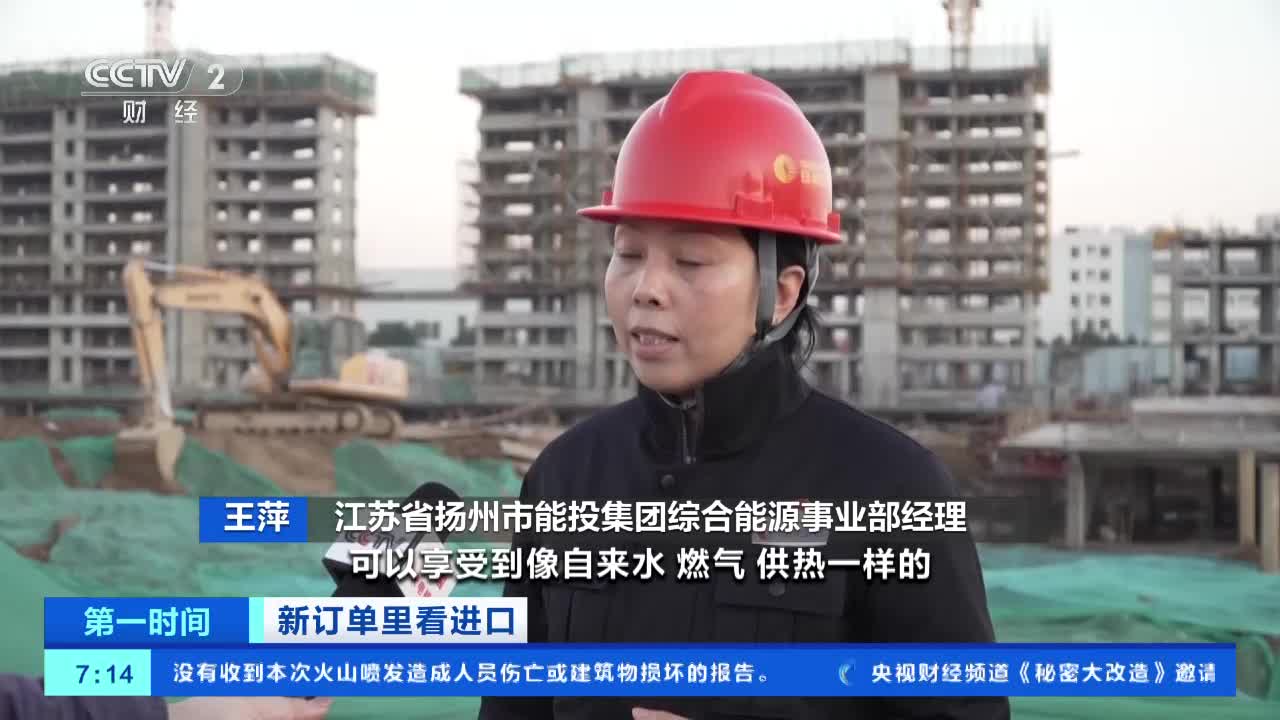 CCTV 2
财经
王萍 江苏省扬州市能投集团综合能源事业部经理
可以享受到像自来水 燃气 供热一样的
第一时间 新订单里看进口
7:14 没有收到本次火山喷发造成人员伤亡或建筑物损坏的报告。 央视财经频道《秘密大改造》邀请